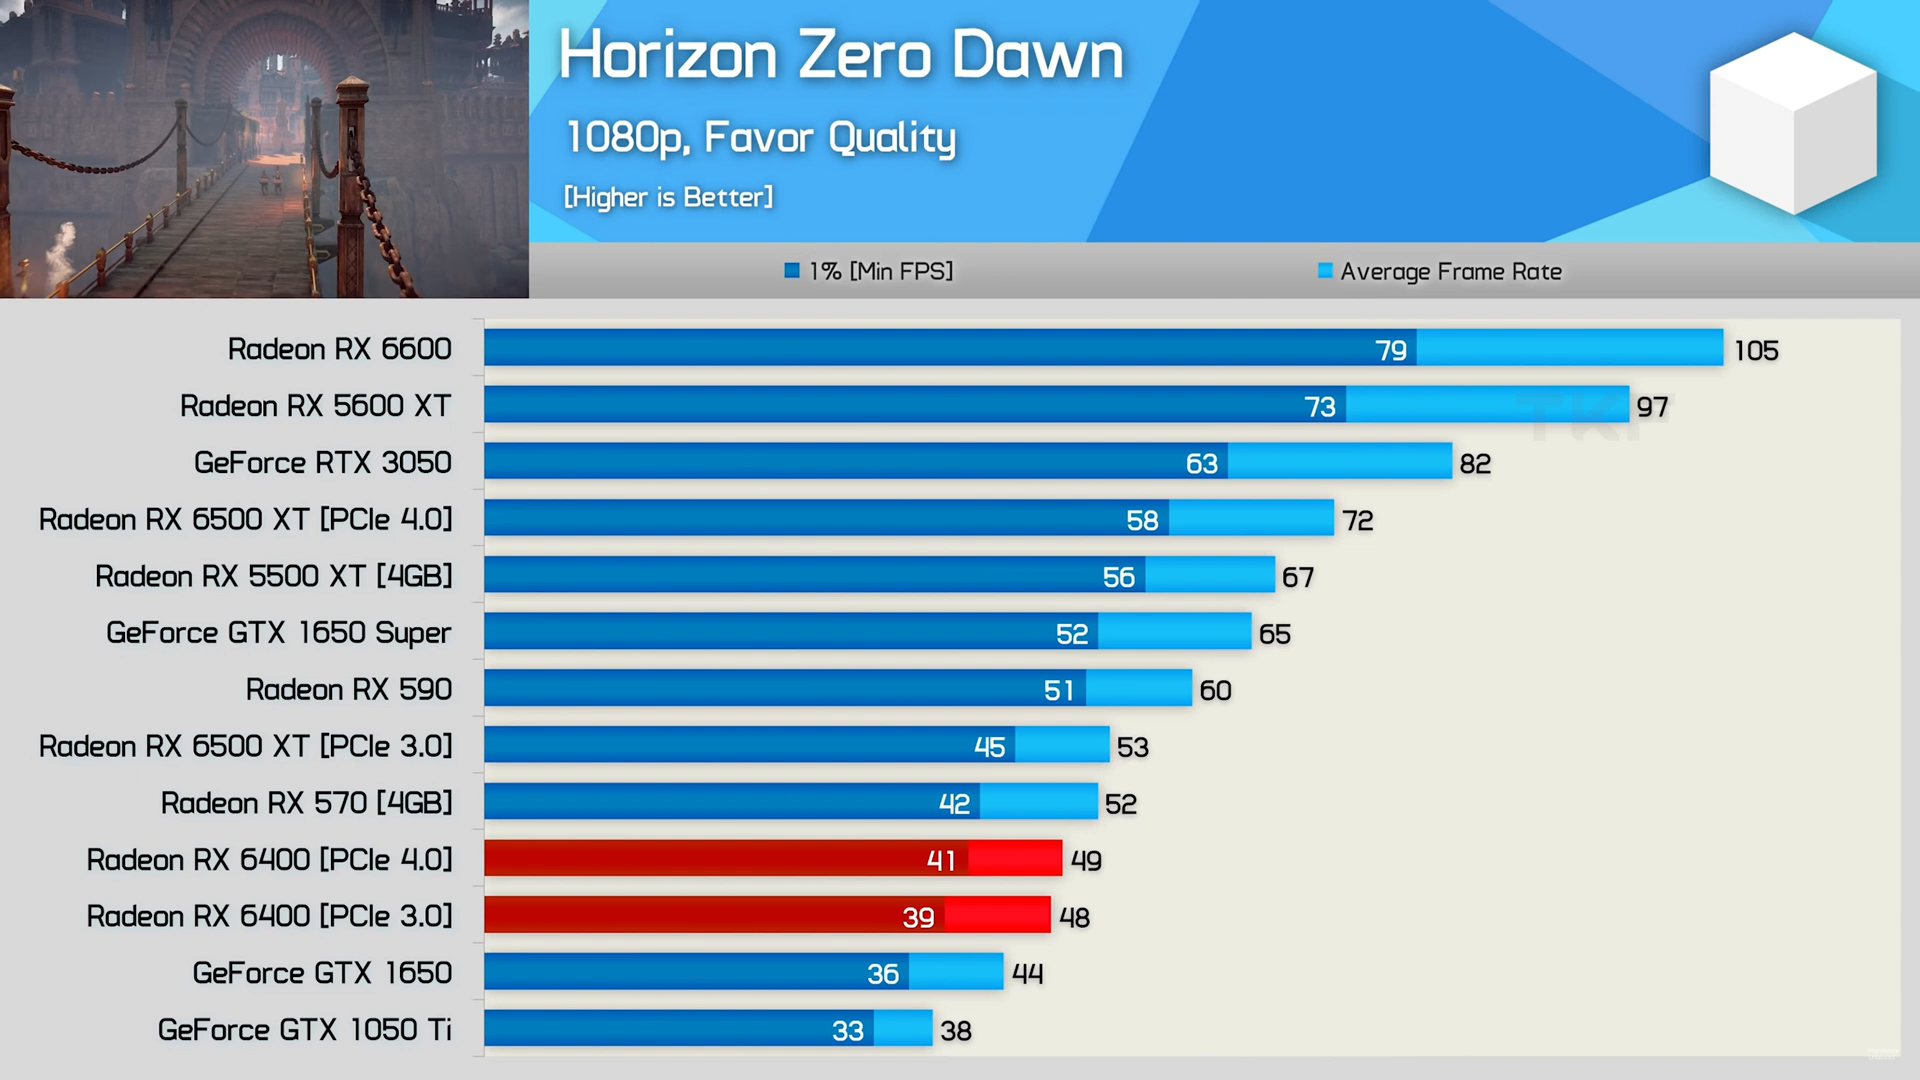 Horizon Zero Dawn
1080p, Favor Quality
[Higher is Better]
1% [Min FPS]
Average Frame Rate
Radeon RX 6600 79 105
Radeon RX 5600 XT 73 97
GeForce RTX 3050 63 82
Radeon RX 6500 XT [PCIe 4.0] 58 72
Radeon RX 5500 XT [4GB] 56 67
GeForce GTX 1650 Super 52 65
Radeon RX 590 51 60
Radeon RX 6500 XT [PCIe 3.0] 45 53
Radeon RX 570 [4GB] 42 52
Radeon RX 6400 [PCIe 4.0] 41 49
Radeon RX 6400 [PCIe 3.0] 39 48
GeForce GTX 1650 36 44
GeForce GTX 1050 Ti 33 38